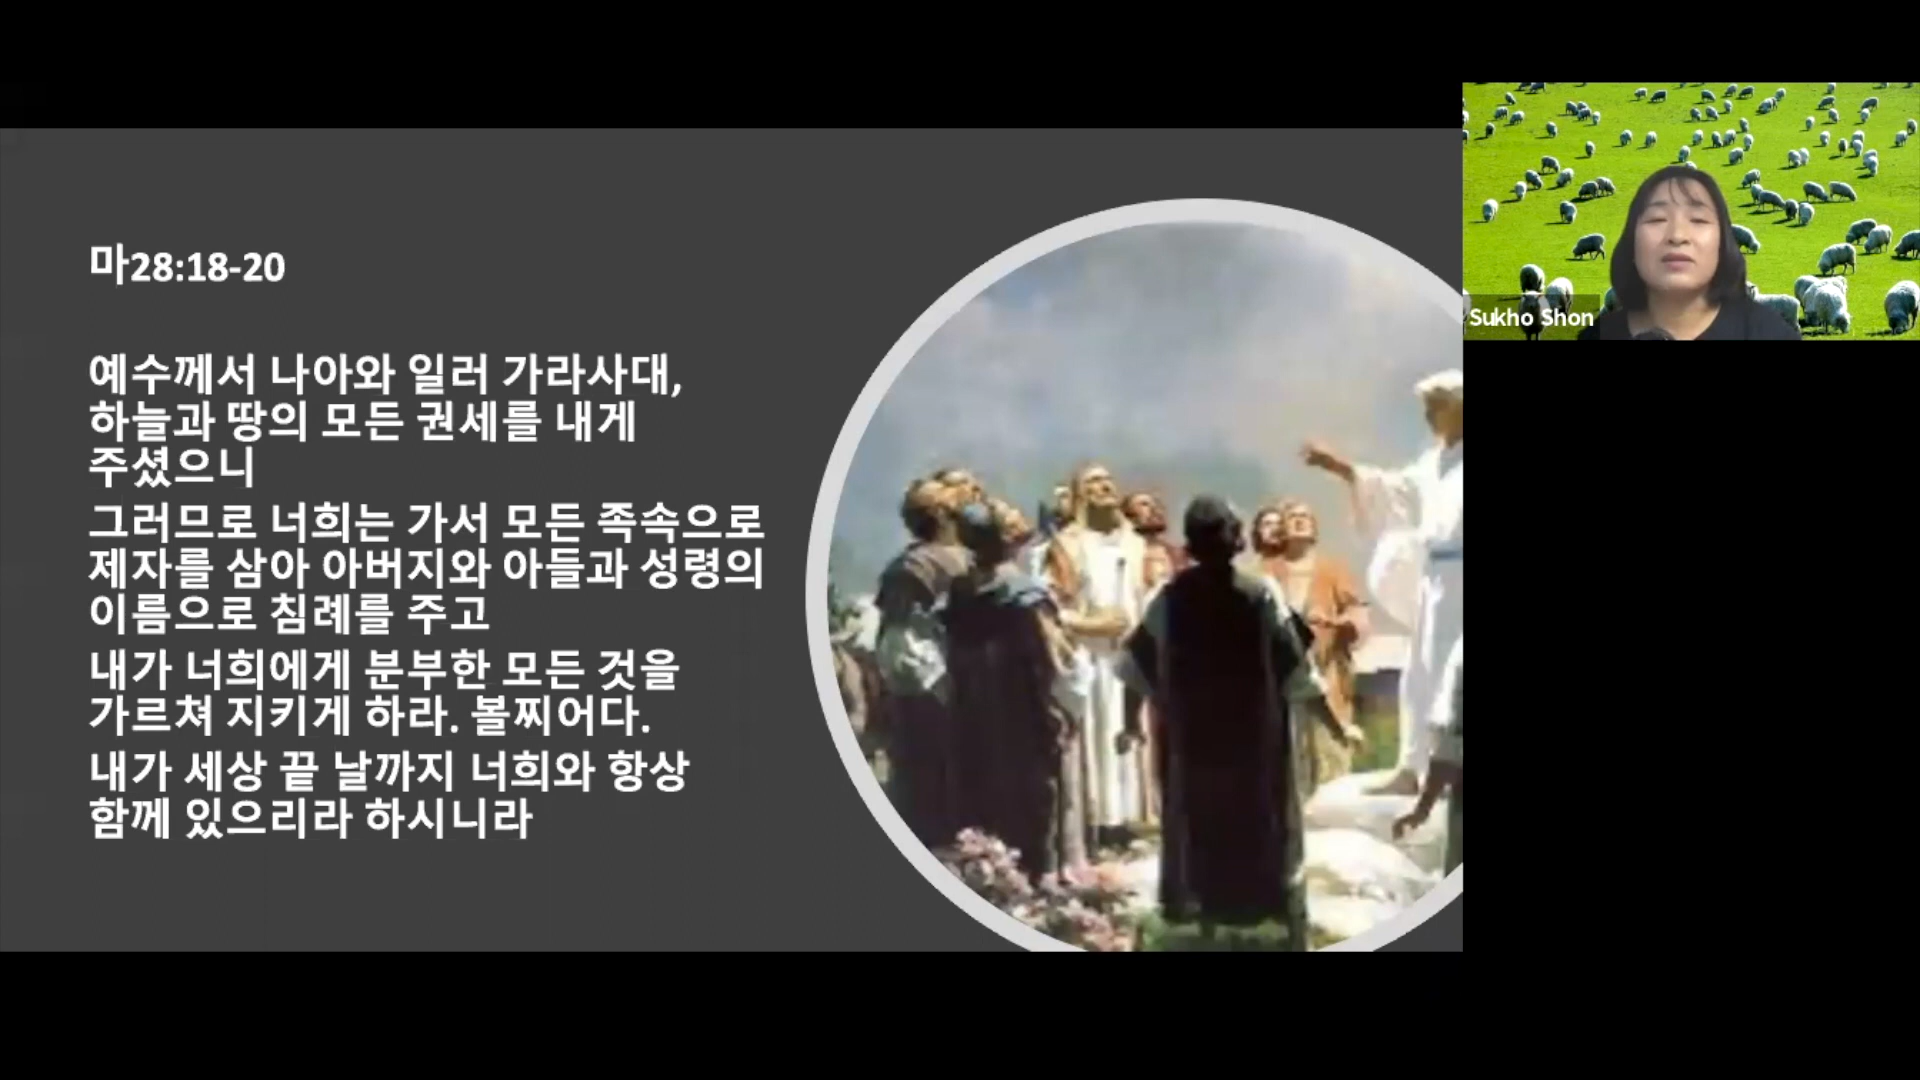 마28:18-20
예수께서 나아와 일러 가라사대,
하늘과 땅의 모든 권세를 내게
주셨으니
그러므로 너희는 가서 모든 족속으로
제자를 삼아 아버지와 아들과 성령의
이름으로 침례를 주고
내가 너희에게 분부한 모든 것을
가르쳐 지키게 하라. 볼찌어다.
내가 세상 끝 날까지 너희와 항상
함께 있으리라 하시니라
Sukho Shon